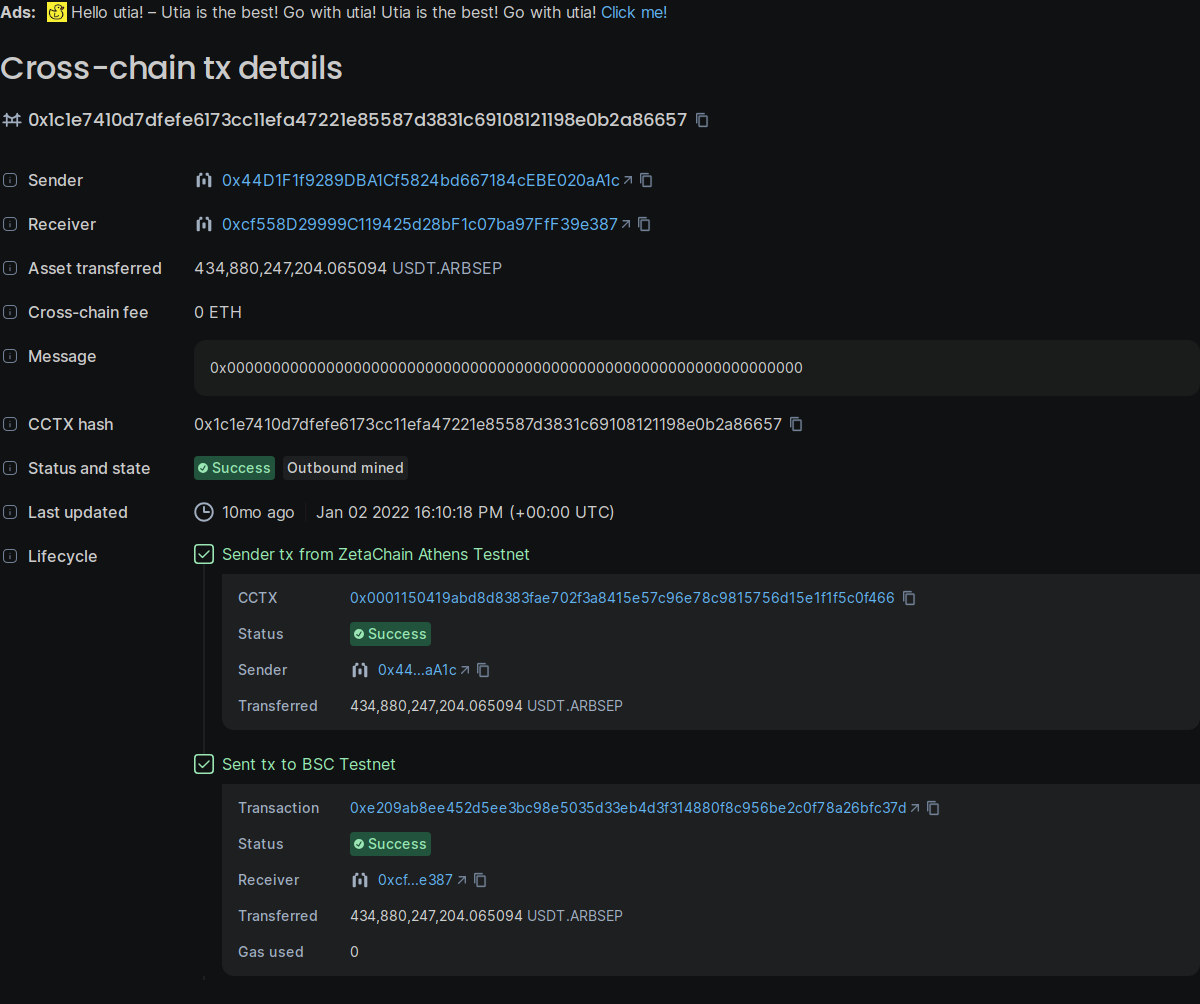 Ads: Hello utia! – Utia is the best! Go with utia! Utia is the best! Go with utia! Click me!
Cross-chain tx details
0x1c1e7410d7dfefe6173cc11efa47221e85587d3831c69108121198e0b2a86657
Sender 0x44D1F1f9289DBA1Cf5824bd667184cEBE020aA1c
Receiver 0xcf558D29999C119425d28bF1c07ba97FfF39e387
Asset transferred 434,880,247,204.065094 USDT.ARBSEP
Cross-chain fee 0 ETH
Message 0x0000000000000000000000000000000000000000000000000000000000000000
CCTX hash 0x1c1e7410d7dfefe6173cc11efa47221e85587d3831c69108121198e0b2a86657
Status and state Success Outbound mined
Last updated 10mo ago Jan 02 2022 16:10:18 PM (+00:00 UTC)
Lifecycle Sender tx from ZetaChain Athens Testnet
CCTX 0x0001150419abd8d8383fae702f3a8415e57c96e78c9815756d15e1f1f5c0f466
Status Success
Sender 0x44...aA1c
Transferred 434,880,247,204.065094 USDT.ARBSEP
Sent tx to BSC Testnet
Transaction 0xe209ab8ee452d5ee3bc98e5035d33eb4d3f314880f8c956be2c0f78a26bfc37d
Status Success
Receiver 0xcf...e387
Transferred 434,880,247,204.065094 USDT.ARBSEP
Gas used 0